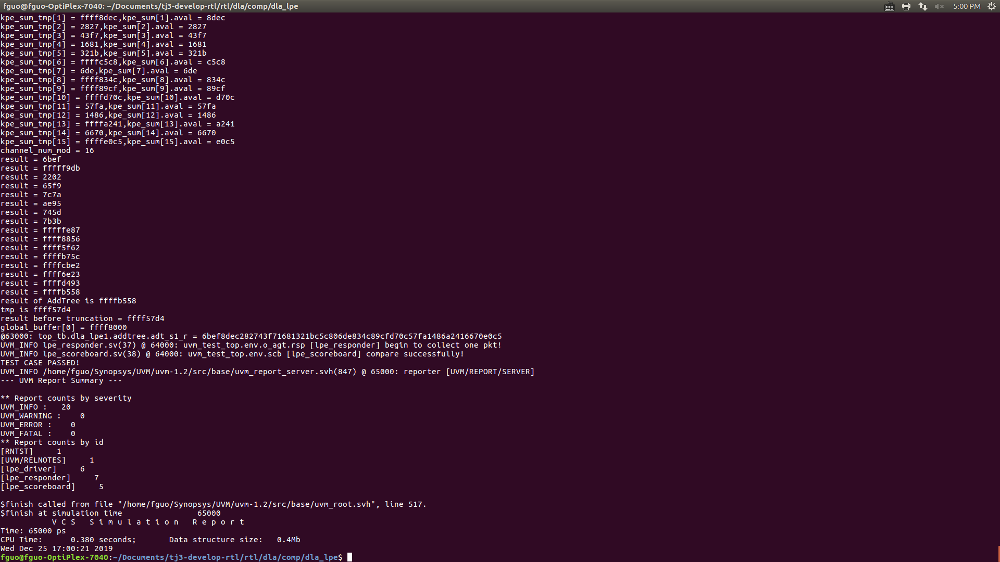 fguo@fguo-OptiPlex-7040: ~/Documents/tj3-develop-rtl/rtl/dla/comp/dla_lpe 5:00 PM
kpe_sum_tmp[1] = ffff8dec,kpe_sum[1].aval = 8dec
kpe_sum_tmp[2] = 2827,kpe_sum[2].aval = 2827
kpe_sum_tmp[3] = 43f7,kpe_sum[3].aval = 43f7
kpe_sum_tmp[4] = 1681,kpe_sum[4].aval = 1681
kpe_sum_tmp[5] = 321b,kpe_sum[5].aval = 321b
kpe_sum_tmp[6] = ffffc5c8,kpe_sum[6].aval = c5c8
kpe_sum_tmp[7] = 6de,kpe_sum[7].aval = 6de
kpe_sum_tmp[8] = ffff834c,kpe_sum[8].aval = 834c
kpe_sum_tmp[9] = ffff89cf,kpe_sum[9].aval = 89cf
kpe_sum_tmp[10] = ffffd70c,kpe_sum[10].aval = d70c
kpe_sum_tmp[11] = 57fa,kpe_sum[11].aval = 57fa
kpe_sum_tmp[12] = 1486,kpe_sum[12].aval = 1486
kpe_sum_tmp[13] = ffffa241,kpe_sum[13].aval = a241
kpe_sum_tmp[14] = 6670,kpe_sum[14].aval = 6670
kpe_sum_tmp[15] = ffffe0c5,kpe_sum[15].aval = e0c5
channel_num_mod = 16
result = 6bef
result = fffff9db
result = 2202
result = 65f9
result = 7c7a
result = ae95
result = 745d
result = 7b3b
result = fffffe87
result = ffff8856
result = ffff5f62
result = ffffb75c
result = ffffcbe2
result = ffff6e23
result = ffffd493
result = ffffb558
result of AddTree is ffffb558
tmp is ffff57d4
result before truncation = ffff57d4
global_buffer[0] = ffff8000
@63000: top_tb.dla_lpe1.addtree.adt_s1_r = 6bef8dec282743f71681321bc5c806de834c89cfd70c57fa1486a2416670e0c5
UVM_INFO lpe_responder.sv(37) @ 64000: uvm_test_top.env.o_agt.rsp [lpe_responder] begin to collect one pkt!
UVM_INFO lpe_scoreboard.sv(38) @ 64000: uvm_test_top.env.scb [lpe_scoreboard] compare successfully!
TEST CASE PASSED!
UVM_INFO /home/fguo/Synopsys/UVM/uvm-1.2/src/base/uvm_report_server.svh(847) @ 65000: reporter [UVM/REPORT/SERVER]
--- UVM Report Summary ---
** Report counts by severity
UVM_INFO :   20
UVM_WARNING :    0
UVM_ERROR :    0
UVM_FATAL :    0
** Report counts by id
[RNTST]     1
[UVM/RELNOTES]     1
[lpe_driver]     6
[lpe_responder]     7
[lpe_scoreboard]     5
$finish called from file "/home/fguo/Synopsys/UVM/uvm-1.2/src/base/uvm_root.svh", line 517.
$finish at simulation time                65000
V C S   S i m u l a t i o n   R e p o r t
Time: 65000 ps
CPU Time:      0.380 seconds;       Data structure size:   0.4Mb
Wed Dec 25 17:00:21 2019
fguo@fguo-OptiPlex-7040:~/Documents/tj3-develop-rtl/rtl/dla/comp/dla_lpe$